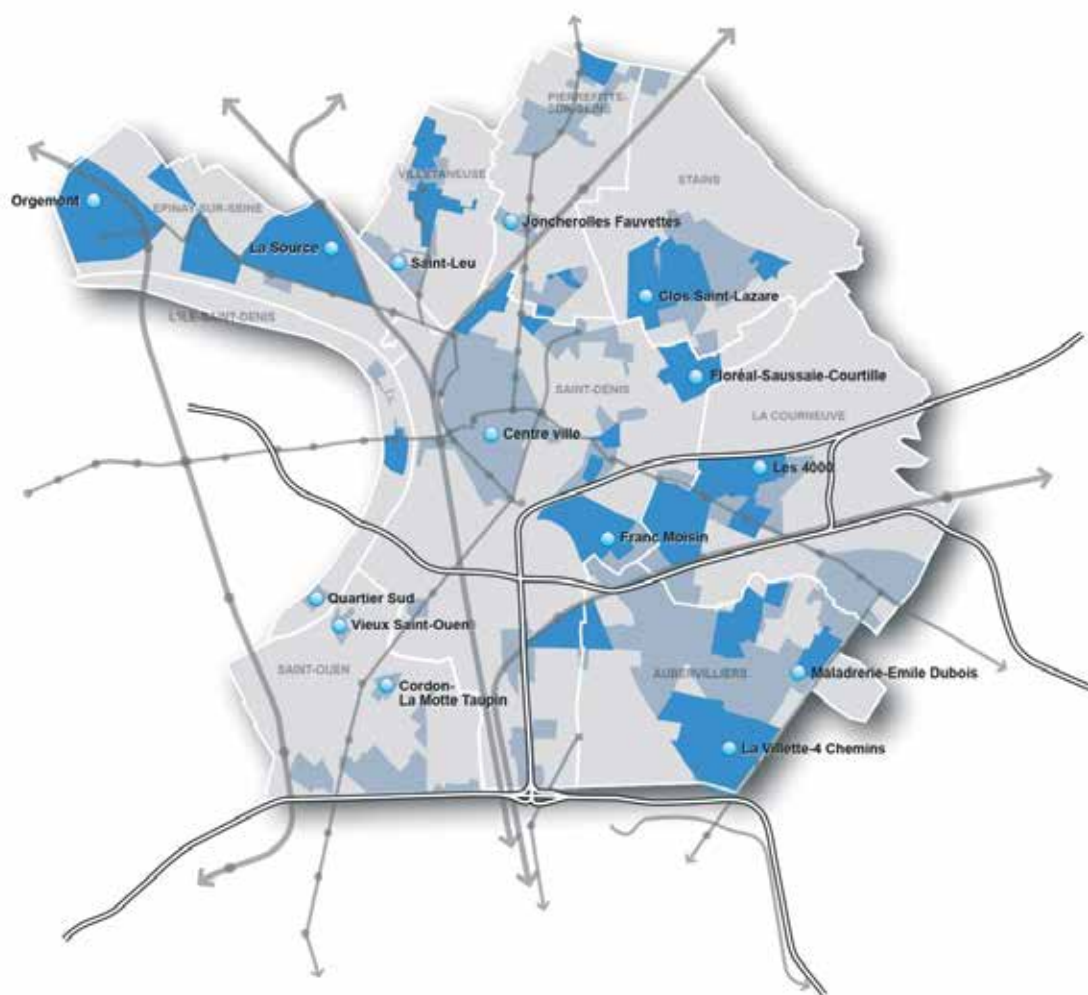 PIERREFITTE-
SUR-SEINE
VILLETANEUSE
STAINS
Orgemont
EPINAY-SUR-SEINE
Joncherolles Fauvettes
La Source
Saint-Leu
Clos Saint-Lazare
L'ILE-SAINT-DENIS
Floréal-Saussaie-Courtille
SAINT-DENIS
LA COURNEUVE
Centre ville
Les 4000
Franc Moisin
Quartier Sud
Vieux Saint-Ouen
SAINT-OUEN
AUBERVILLIERS
Maladrerie-Emile Dubois
Cordon-
La Motte Taupin
La Villette-4 Chemins